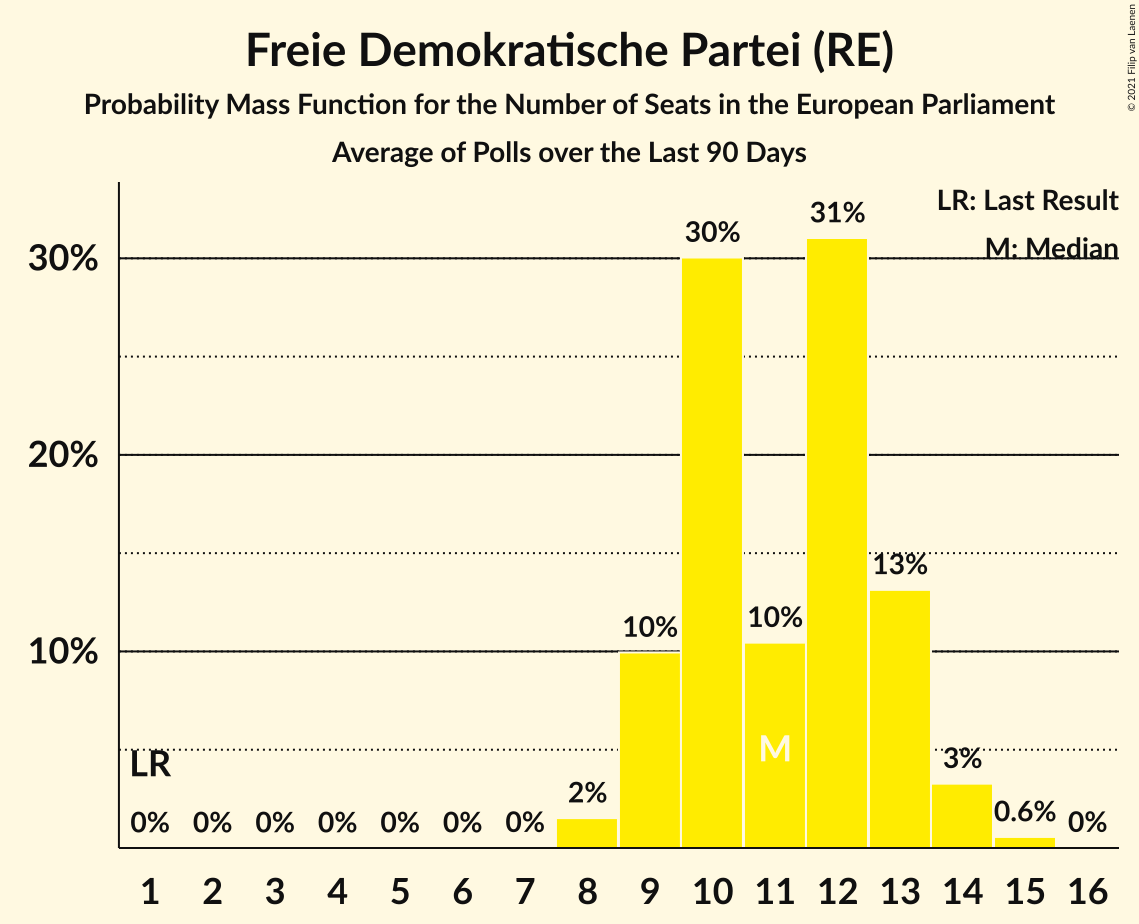 Freie Demokratische Partei (RE)
Probability Mass Function for the Number of Seats in the European Parliament
Average of Polls over the Last 90 Days
© 2021 Filip van Laenen
LR: Last Result
M: Median
30%
20%
10%
31%
30%
13%
10%
10%
M
LR
3%
2%
0.6%
0% 0% 0% 0% 0% 0% 0% 0%
1 2 3 4 5 6 7 8 9 10 11 12 13 14 15 16